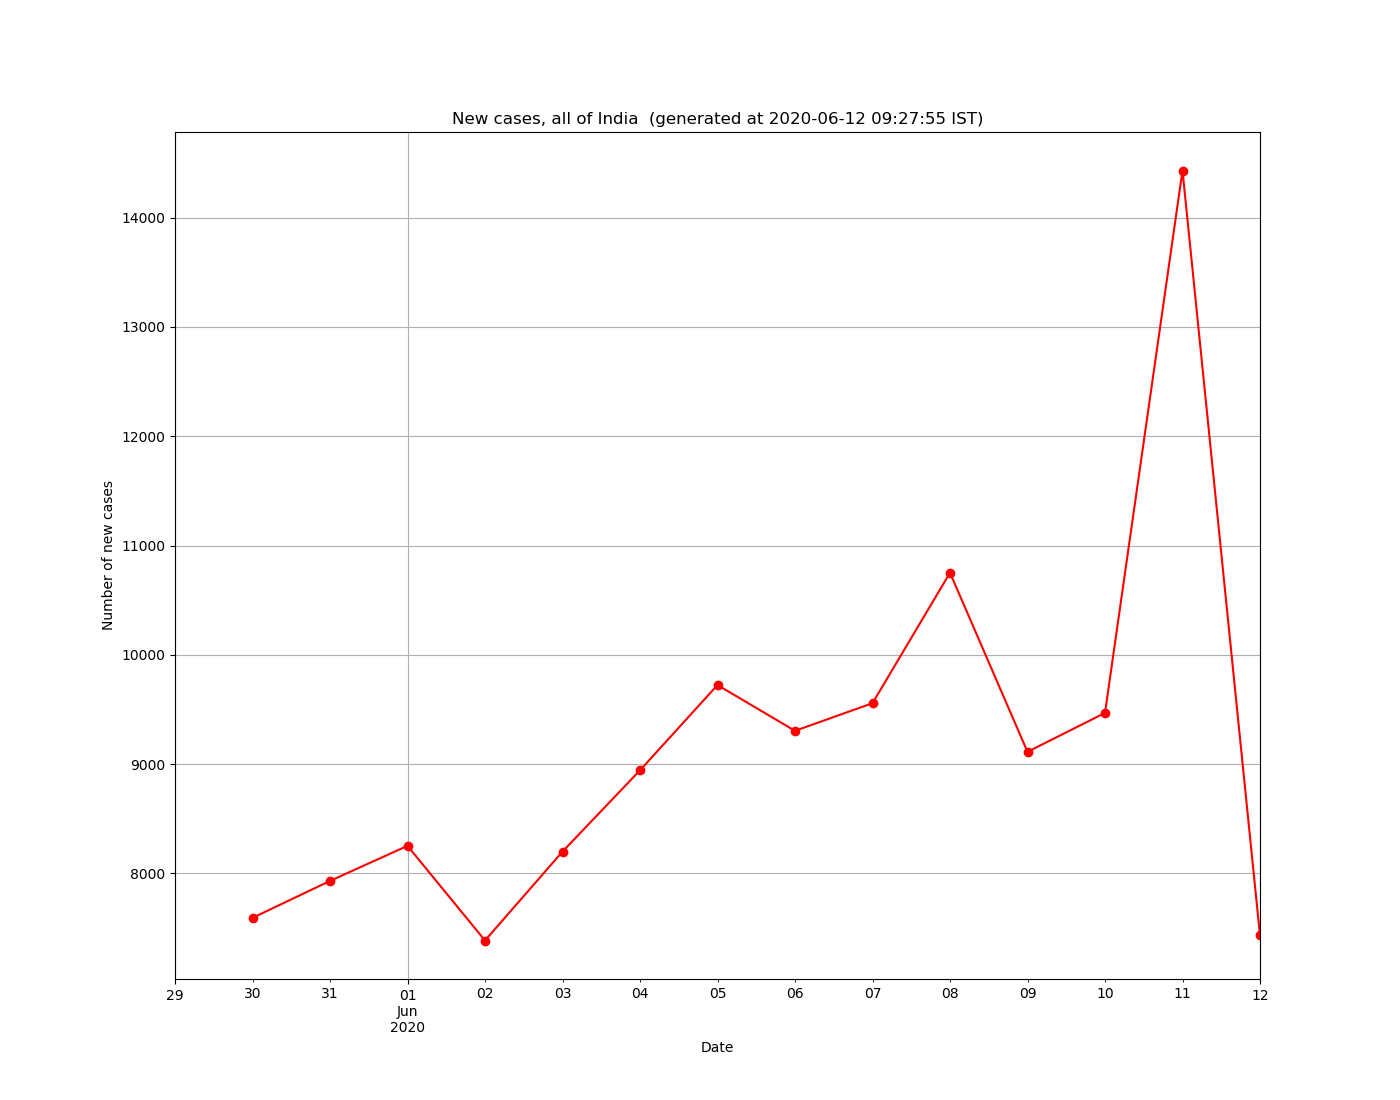 New cases, all of India  (generated at 2020-06-12 09:27:55 IST)
14000
13000
12000
11000
10000
9000
8000
Number of new cases
29 30 31 01 02 03 04 05 06 07 08 09 10 11 12
Jun
2020
Date